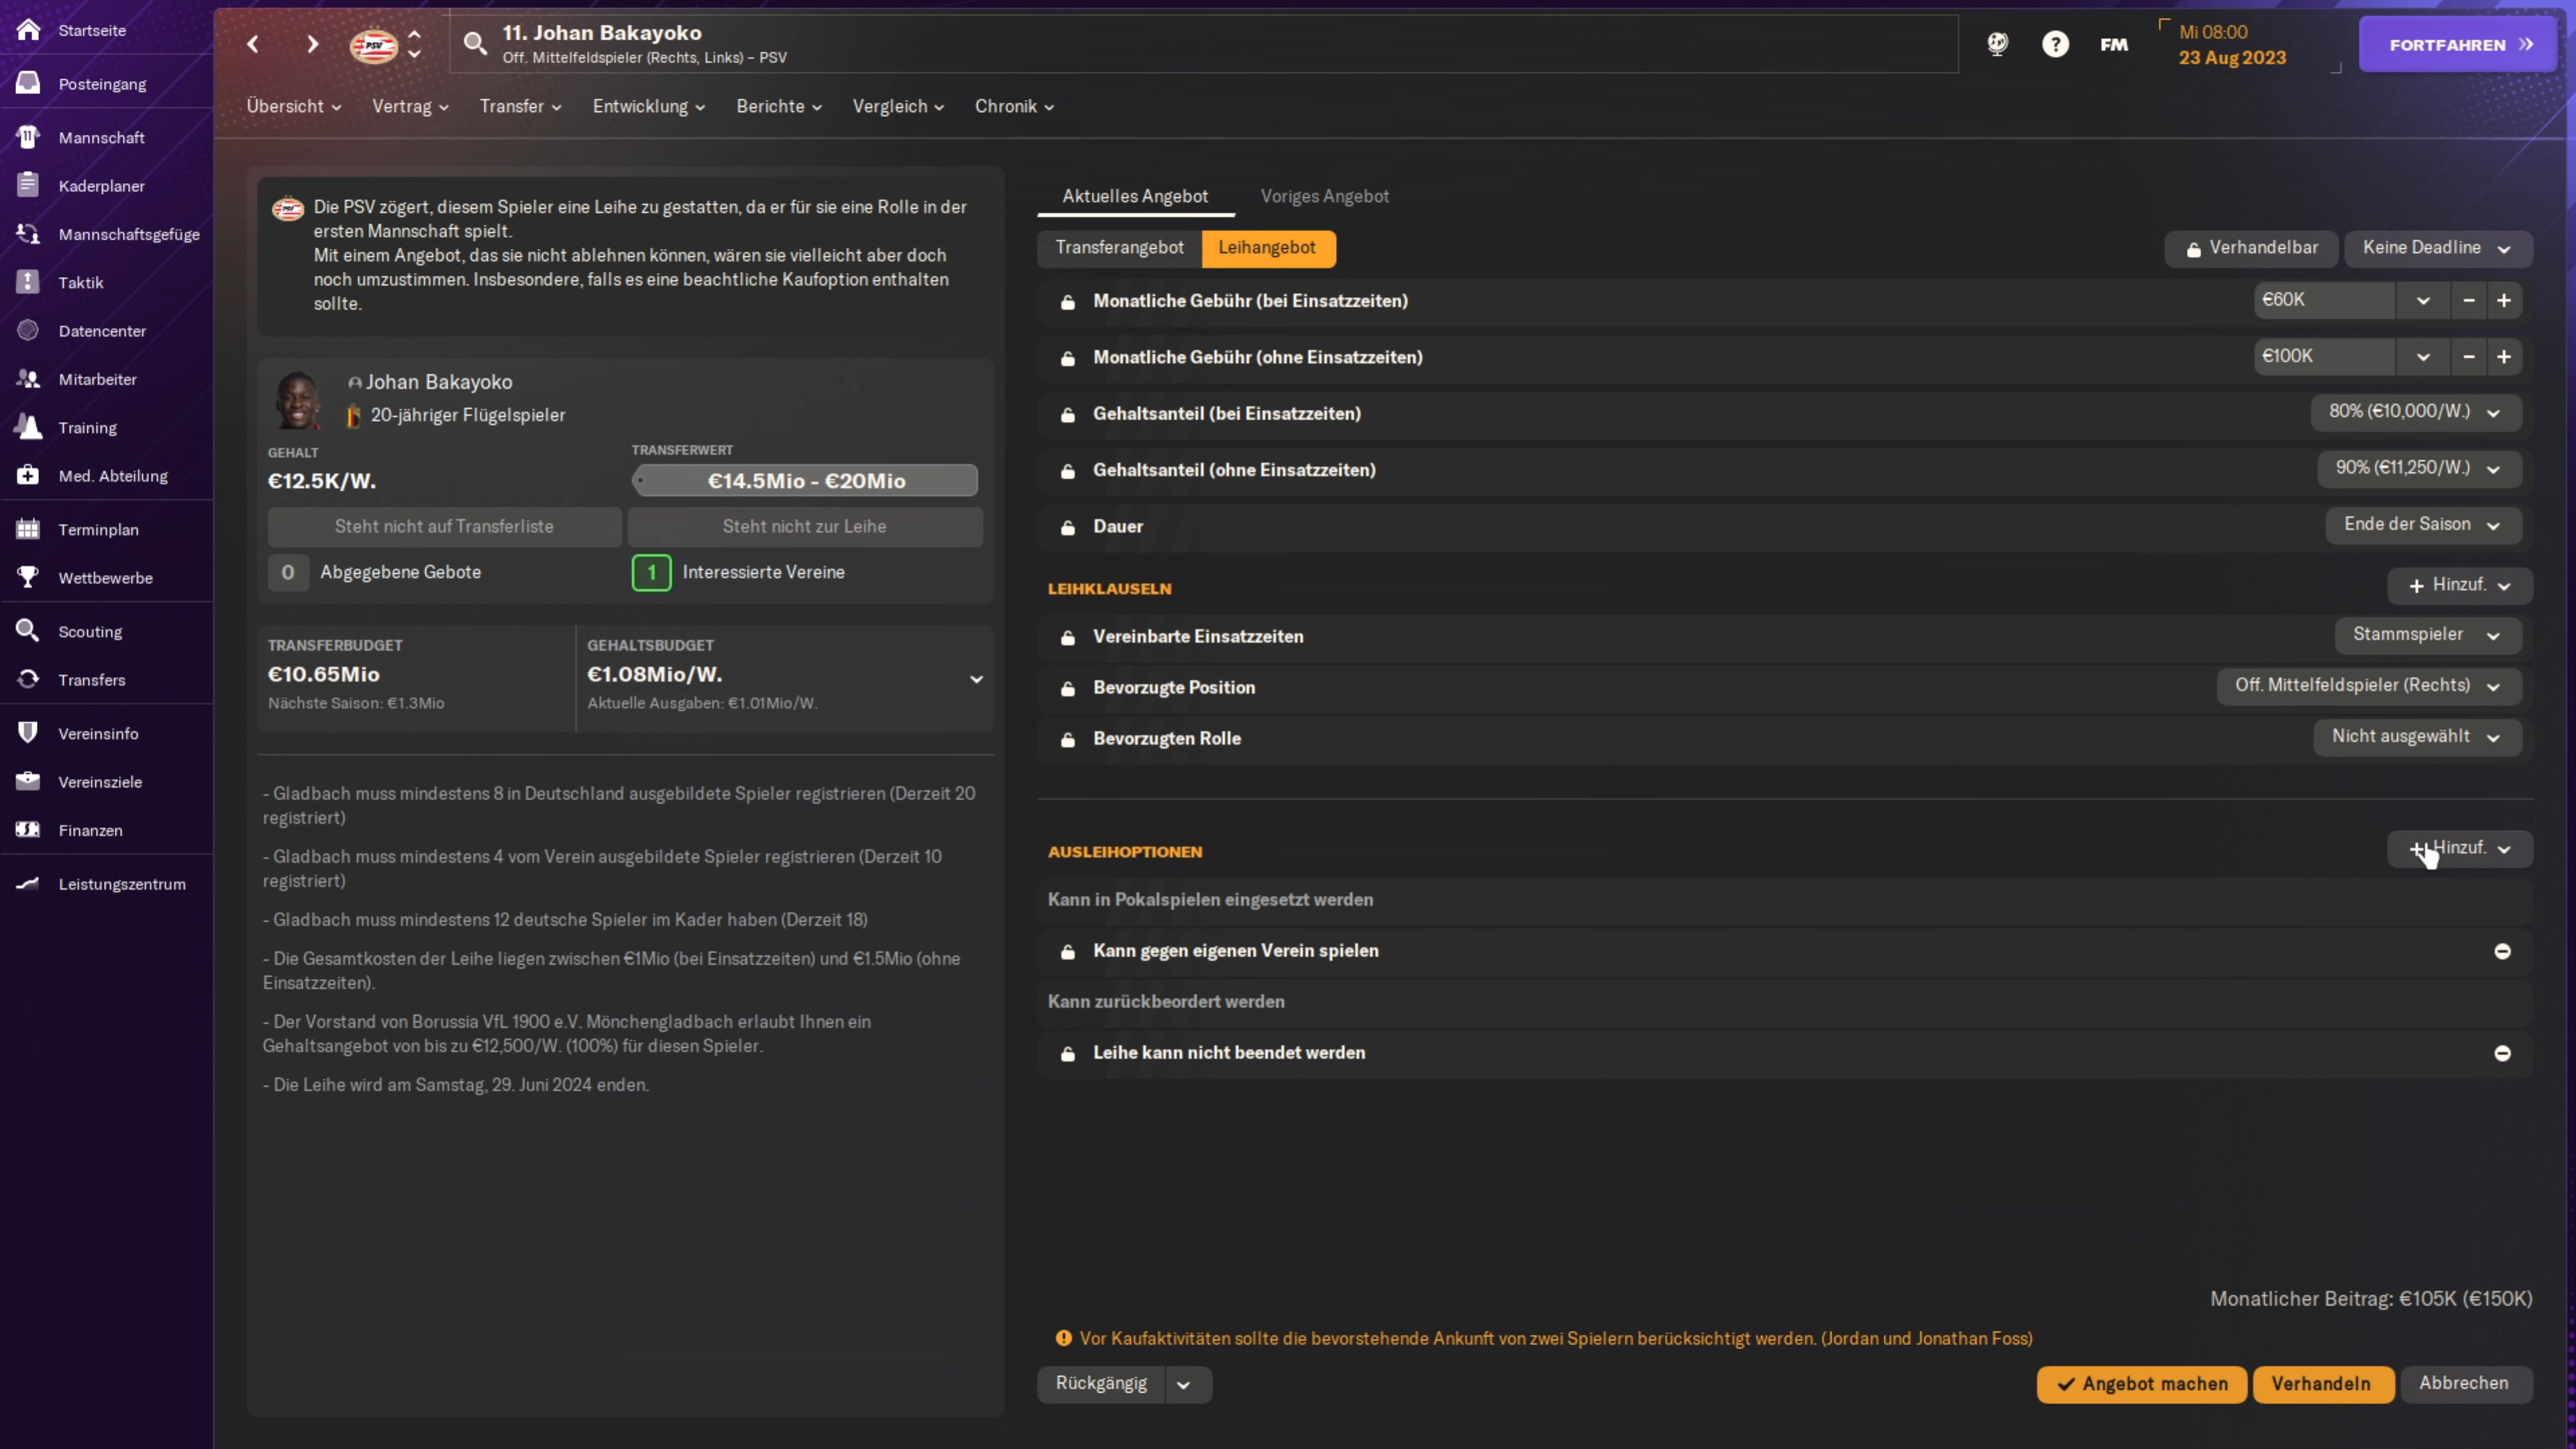 Startseite
Posteingang
Mannschaft
Kaderplaner
Mannschaftsgefüge
Taktik
Datencenter
Mitarbeiter
Training
Med. Abteilung
Terminplan
Wettbewerbe
Scouting
Transfers
Vereinsinfo
Vereinsziele
Finanzen
Leistungszentrum
PSV
11. Johan Bakayoko
Off. Mittelfeldspieler (Rechts, Links) – PSV
FM
Mi 08:00
23 Aug 2023
FORTFAHREN
Übersicht
Vertrag
Transfer
Entwicklung
Berichte
Vergleich
Chronik
Die PSV zögert, diesem Spieler eine Leihe zu gestatten, da er für sie eine Rolle in der
ersten Mannschaft spielt.
Mit einem Angebot, das sie nicht ablehnen können, wären sie vielleicht aber doch
noch umzustimmen. Insbesondere, falls es eine beachtliche Kaufoption enthalten
sollte.
Johan Bakayoko
20-jähriger Flügelspieler
GEHALT
€12.5K/W.
TRANSFERWERT
€14.5Mio - €20Mio
Steht nicht auf Transferliste
Steht nicht zur Leihe
0 Abgegebene Gebote
1 Interessierte Vereine
TRANSFERBUDGET
€10.65Mio
Nächste Saison: €1.3Mio
GEHALTSBUDGET
€1.08Mio/W.
Aktuelle Ausgaben: €1.01Mio/W.
- Gladbach muss mindestens 8 in Deutschland ausgebildete Spieler registrieren (Derzeit 20
registriert)
- Gladbach muss mindestens 4 vom Verein ausgebildete Spieler registrieren (Derzeit 10
registriert)
- Gladbach muss mindestens 12 deutsche Spieler im Kader haben (Derzeit 18)
- Die Gesamtkosten der Leihe liegen zwischen €1Mio (bei Einsatzzeiten) und €1.5Mio (ohne
Einsatzzeiten).
- Der Vorstand von Borussia VfL 1900 e.V. Mönchengladbach erlaubt Ihnen ein
Gehaltsangebot von bis zu €12,500/W. (100%) für diesen Spieler.
- Die Leihe wird am Samstag, 29. Juni 2024 enden.
Aktuelles Angebot
Voriges Angebot
Transferangebot
Leihangebot
Verhandelbar
Keine Deadline
Monatliche Gebühr (bei Einsatzzeiten)
€60K
Monatliche Gebühr (ohne Einsatzzeiten)
€100K
Gehaltsanteil (bei Einsatzzeiten)
80% (€10,000/W.)
Gehaltsanteil (ohne Einsatzzeiten)
90% (€11,250/W.)
Dauer
Ende der Saison
LEIHKLAUSELN
+ Hinzuf.
Vereinbarte Einsatzzeiten
Stammspieler
Bevorzugte Position
Off. Mittelfeldspieler (Rechts)
Bevorzugten Rolle
Nicht ausgewählt
AUSLEIHOPTIONEN
+ Hinzuf.
Kann in Pokalspielen eingesetzt werden
Kann gegen eigenen Verein spielen
Kann zurückbeordert werden
Leihe kann nicht beendet werden
Monatlicher Beitrag: €105K (€150K)
Vor Kaufaktivitäten sollte die bevorstehende Ankunft von zwei Spielern berücksichtigt werden. (Jordan und Jonathan Foss)
Rückgängig
Angebot machen
Verhandeln
Abbrechen